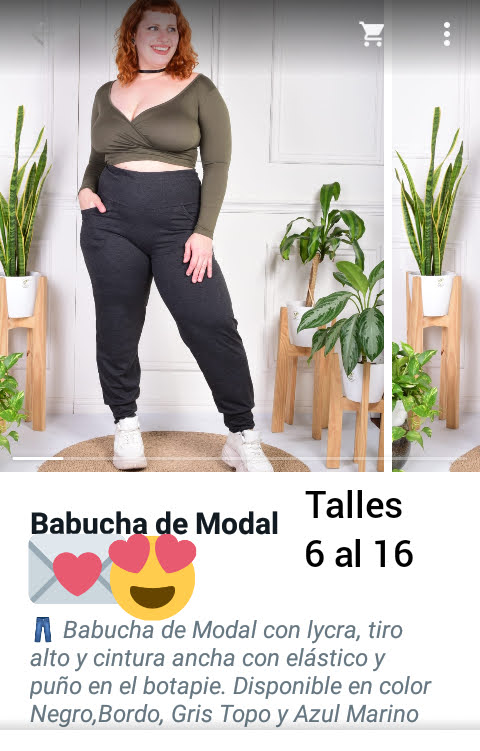 Babucha de Modal
Talles
6 al 16
Babucha de Modal con lycra, tiro
alto y cintura ancha con elástico y
puño en el botapie. Disponible en color
Negro,Bordo, Gris Topo y Azul Marino